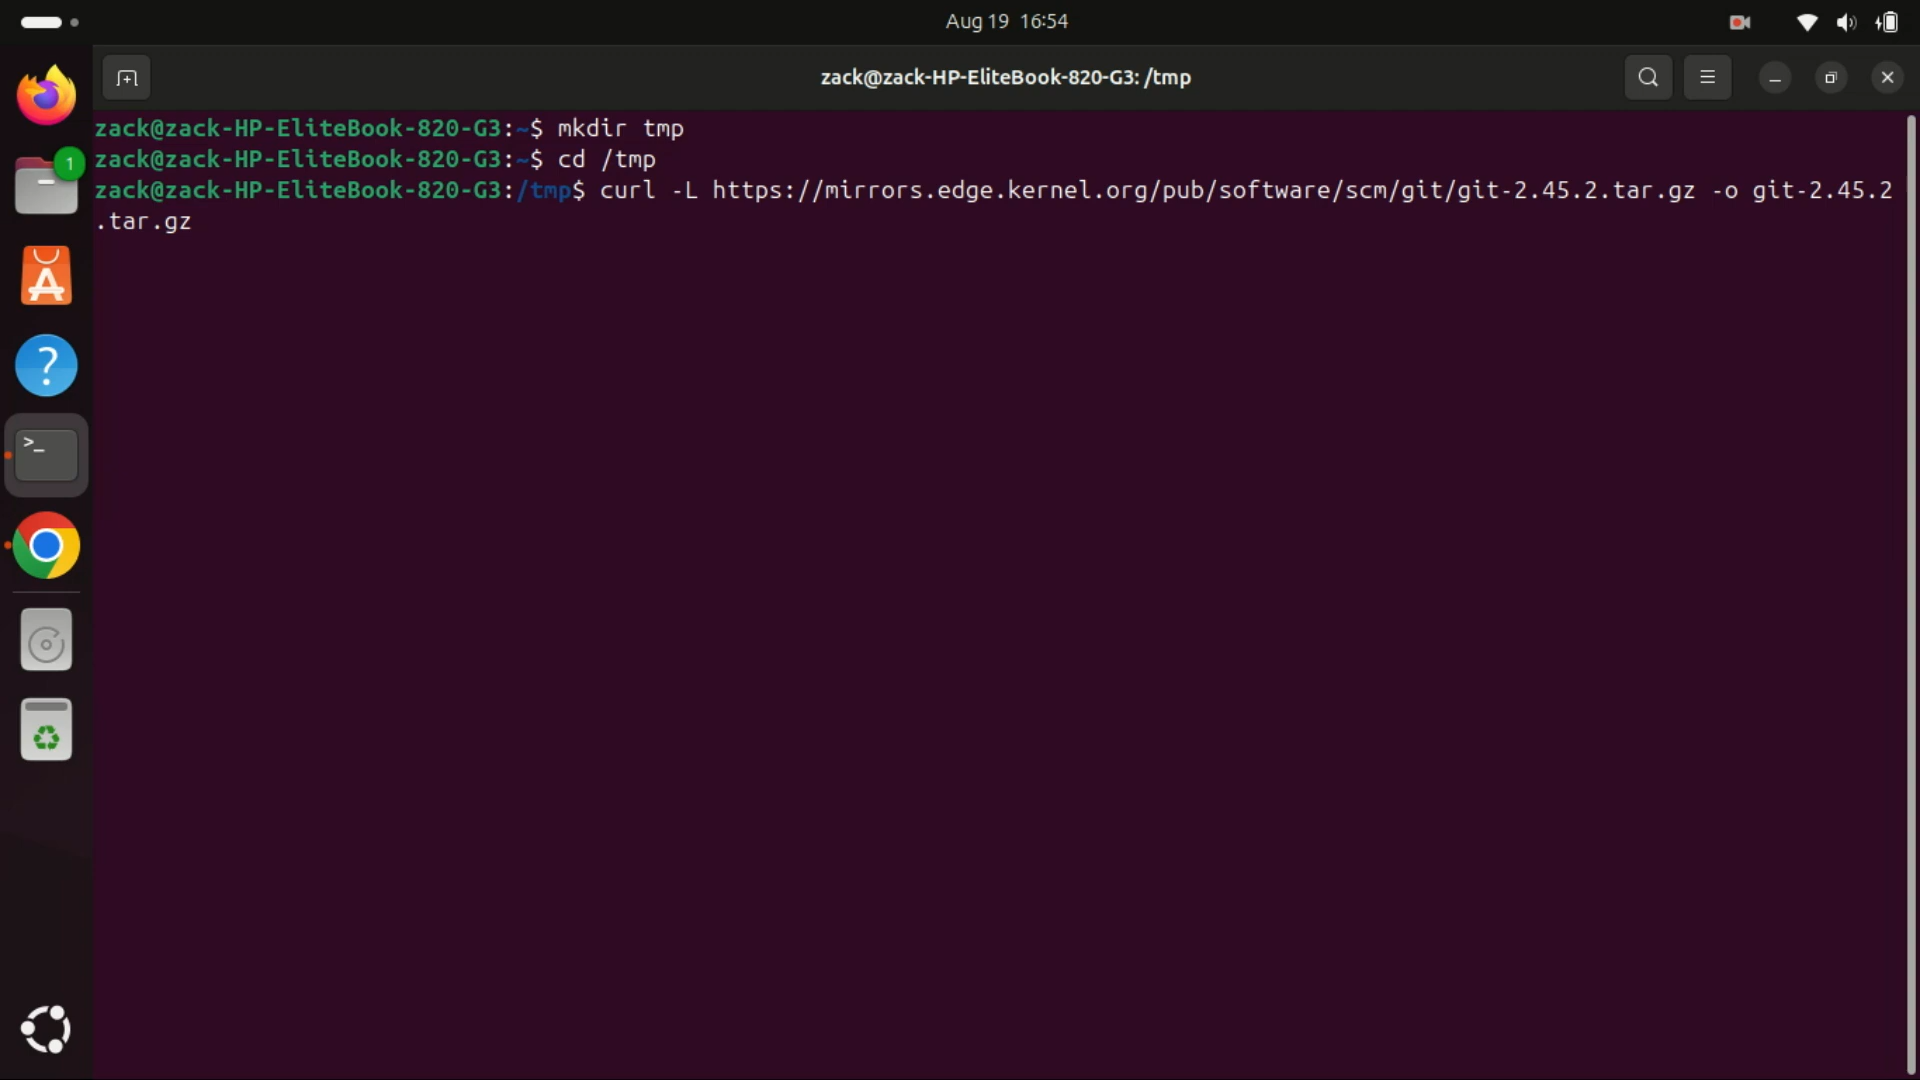 Aug 19 16:54
zack@zack-HP-EliteBook-820-G3: /tmp
zack@zack-HP-EliteBook-820-G3:~$ mkdir tmp
zack@zack-HP-EliteBook-820-G3:~$ cd /tmp
zack@zack-HP-EliteBook-820-G3:/tmp$ curl -L https://mirrors.edge.kernel.org/pub/software/scm/git/git-2.45.2.tar.gz -o git-2.45.2
.tar.gz
1